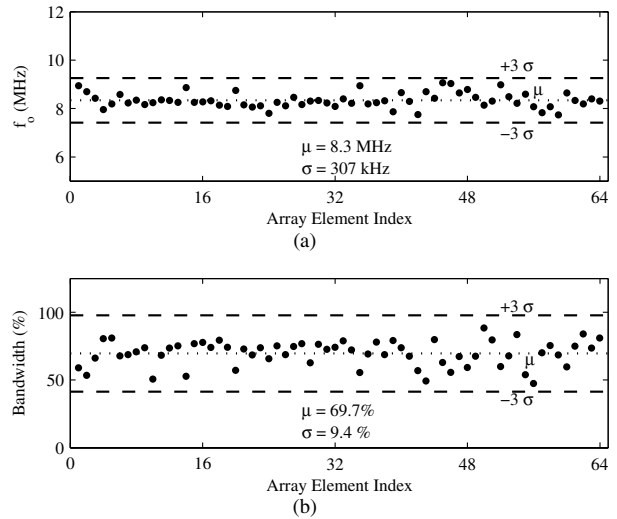 12
+3 σ
10
f_o (MHz)
μ
8
−3 σ
6
μ = 8.3 MHz
σ = 307 kHz
0 16 32 48 64
Array Element Index
(a)
+3 σ
100
Bandwidth (%)
μ
50
−3 σ
μ = 69.7%
σ = 9.4 %
0
0 16 32 48 64
Array Element Index
(b)